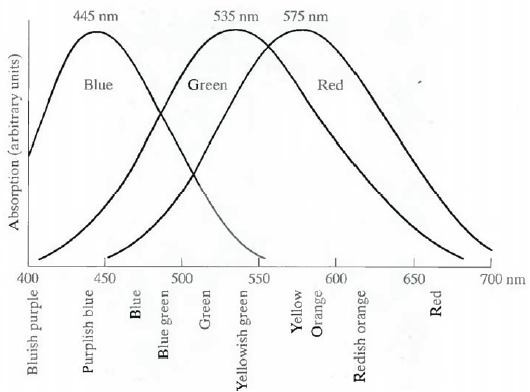 445 nm
535 nm
575 nm
Absorption (arbitrary units)
Blue
Green
Red
400
450
500
550
600
650
700 nm
Bluish purple
Purplish blue
Blue
Blue green
Green
Yellowish green
Yellow
Orange
Redish orange
Red